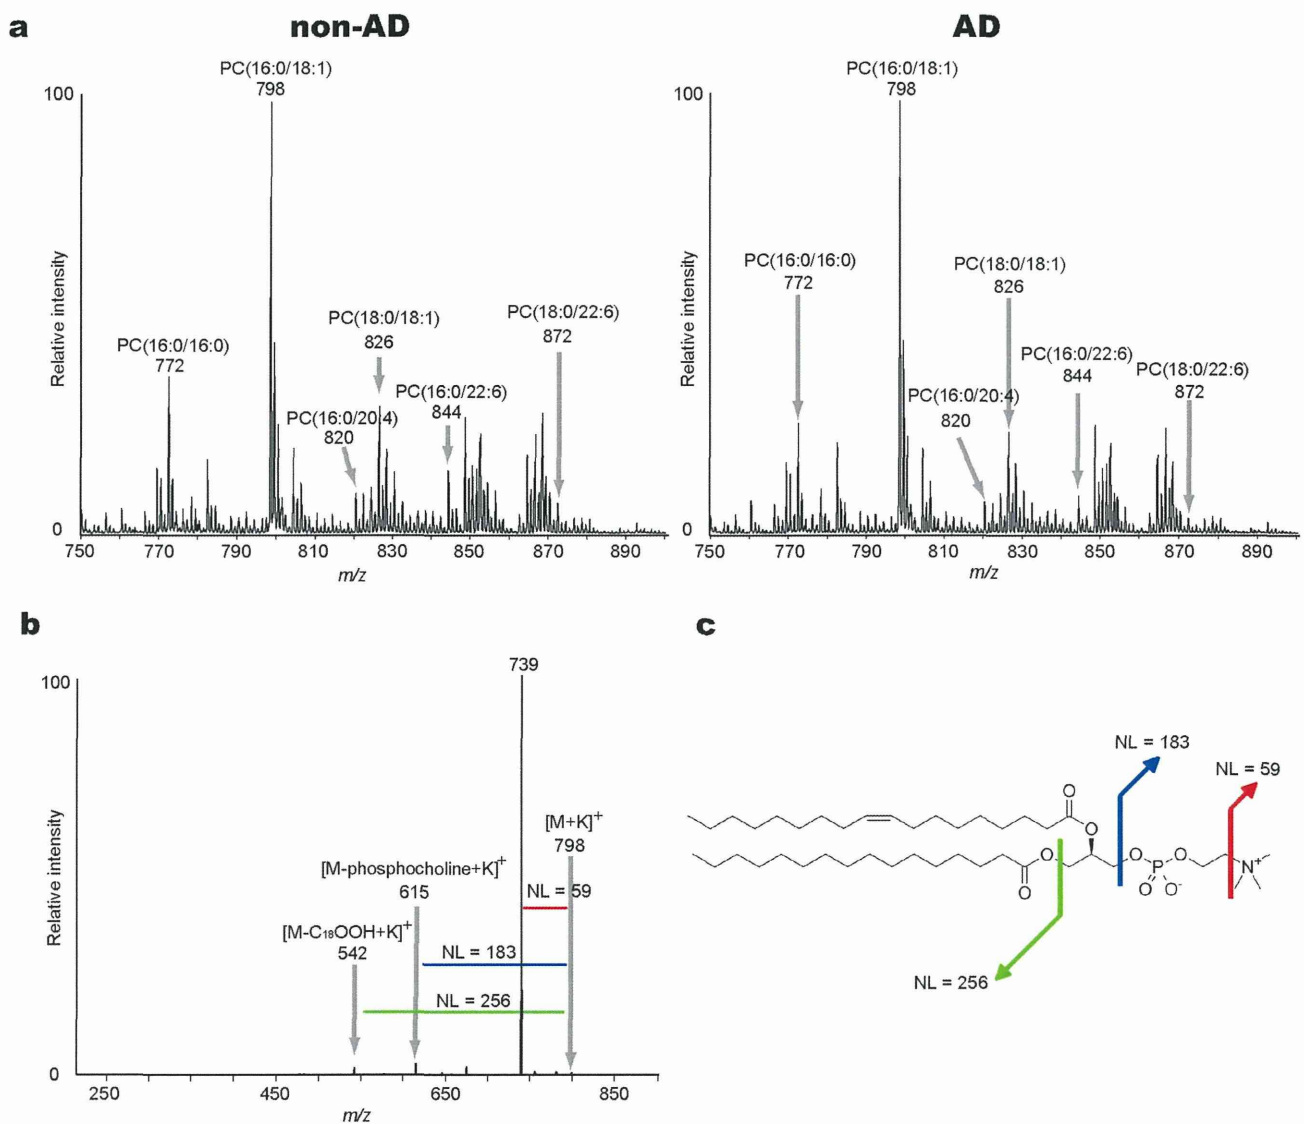 a
non-AD
AD
PC(16:0/18:1)
798
100
PC(16:0/16:0)
772
PC(18:0/18:1)
826
PC(16:0/20:4)
820
PC(16:0/22:6)
844
PC(18:0/22:6)
872
Relative intensity
0
750 770 790 810 830 850 870 890
m/z
PC(16:0/18:1)
798
100
PC(16:0/16:0)
772
PC(18:0/18:1)
826
PC(16:0/20:4)
820
PC(16:0/22:6)
844
PC(18:0/22:6)
872
Relative intensity
0
750 770 790 810 830 850 870 890
m/z
b
739
100
[M+K]+
798
[M-phosphocholine+K]+
615
NL = 59
[M-C₁₈OOH+K]+
542
NL = 183
NL = 256
Relative intensity
0
250 450 650 850
m/z
c
NL = 183
NL = 59
O
O
O
O
O
P
O
O
O-
N+
NL = 256